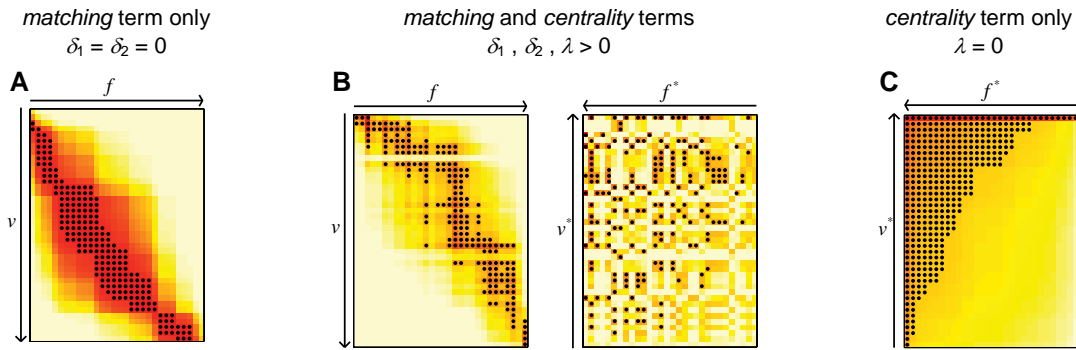 matching term only
δ₁ = δ₂ = 0
matching and centrality terms
δ₁ , δ₂ , λ > 0
centrality term only
λ = 0
A
f
v
B
f
v
f*
v*
C
f*
v*